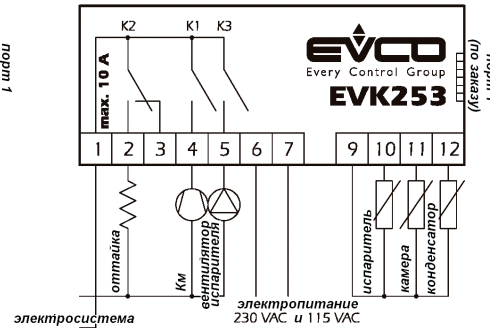 порт 1
K2
K1
K3
max. 10 A
EVCO
Every Control Group
EVK253
порт 1
(по заказу)
1
2
3
4
5
6
7
9
10
11
12
оттайка
Км
вентилятор
испарителя
испаритель
камера
конденсатор
электросистема
электропитание
230 VAC и 115 VAC